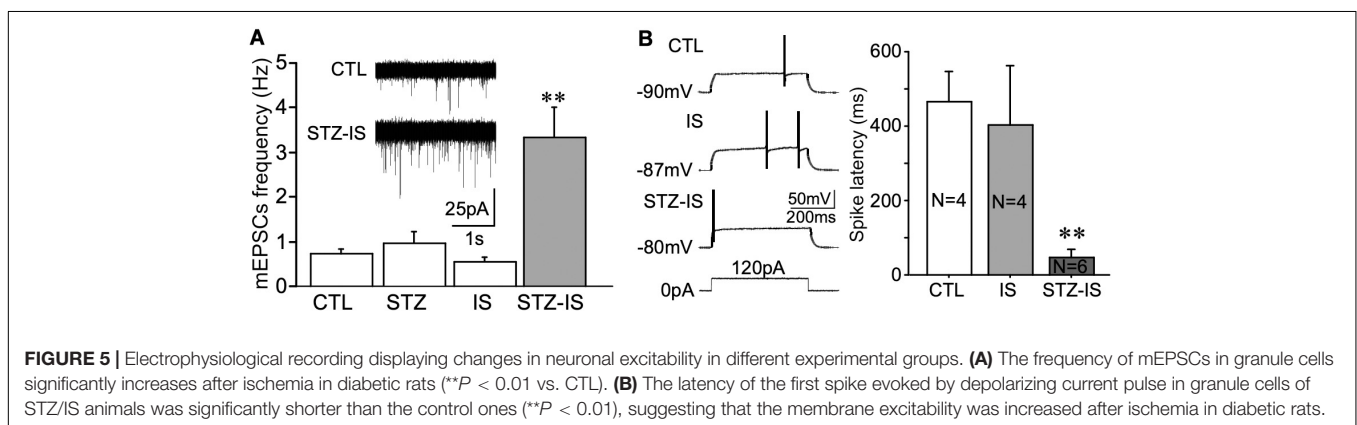 A
mEPSCs frequency (Hz)
5
4
3
2
1
0
CTL
STZ-IS
**
25pA
1s
CTL STZ IS STZ-IS
B
CTL
-90mV
IS
-87mV
STZ-IS
-80mV
50mV
200ms
120pA
0pA
Spike latency (ms)
600
400
200
0
N=4
N=4
**
N=6
CTL IS STZ-IS
FIGURE 5 | Electrophysiological recording displaying changes in neuronal excitability in different experimental groups. (A) The frequency of mEPSCs in granule cells
significantly increases after ischemia in diabetic rats (**P < 0.01 vs. CTL). (B) The latency of the first spike evoked by depolarizing current pulse in granule cells of
STZ/IS animals was significantly shorter than the control ones (**P < 0.01), suggesting that the membrane excitability was increased after ischemia in diabetic rats.